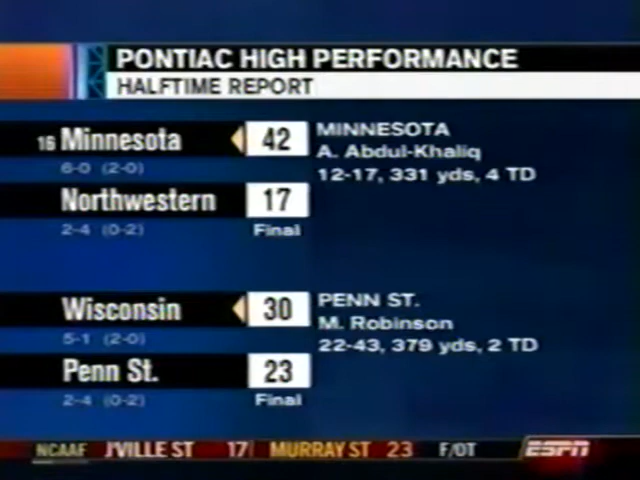 PONTIAC HIGH PERFORMANCE
HALFTIME REPORT
16 Minnesota 42
6-0 (2-0)
Northwestern 17
2-4 (0-2) Final
MINNESOTA
A. Abdul-Khaliq
12-17, 331 yds, 4 TD
Wisconsin 30
5-1 (2-0)
Penn St. 23
2-4 (0-2) Final
PENN ST.
M. Robinson
22-43, 379 yds, 2 TD
NCAAF J'VILLE ST 17 MURRAY ST 23 F/OT ESPN